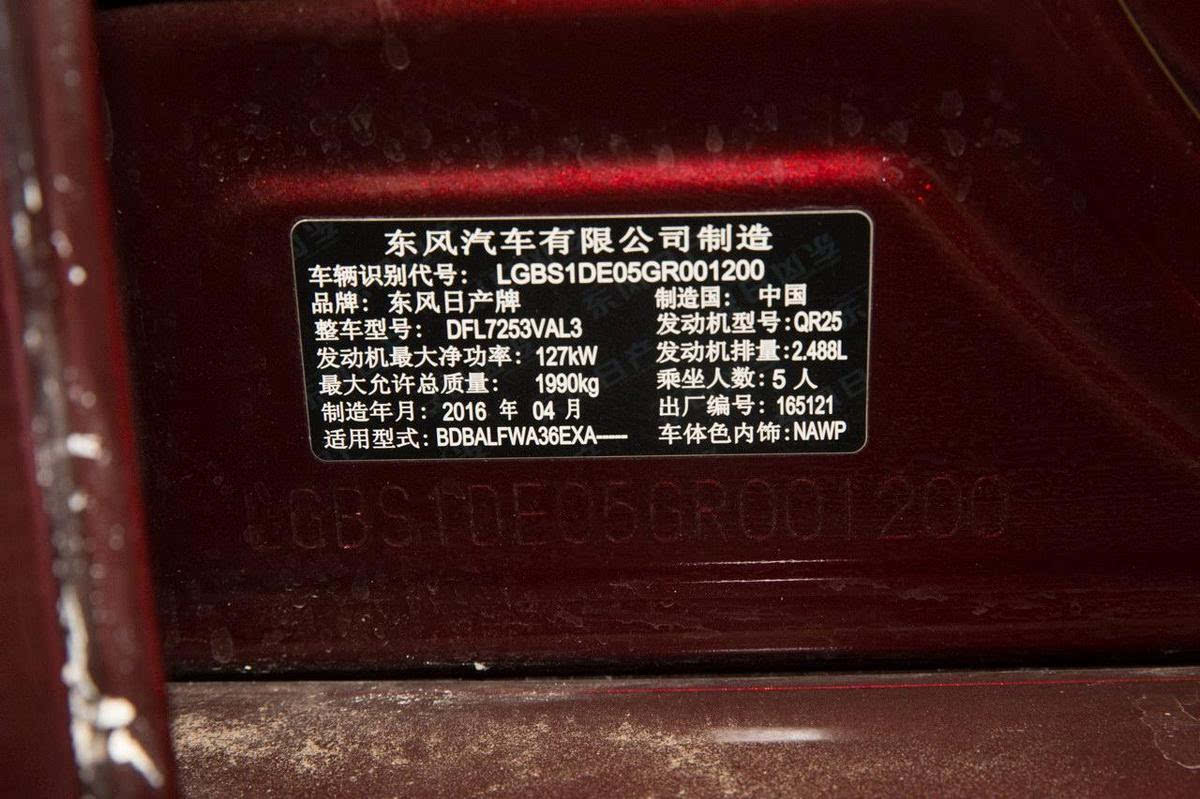 东风汽车有限公司制造
车辆识别代号： LGBS1DE05GR001200
品牌：东风日产牌 制造国： 中国
整车型号： DFL7253VAL3 发动机型号:QR25
发动机最大净功率：127kW 发动机排量:2.488L
最大允许总质量： 1990kg 乘坐人数:5 人
制造年月：2016 年 04 月 出厂编号：165121
适用型式:BDBALFWA36EXA----- 车体色内饰:NAWP
LGBS1DE05GR001200